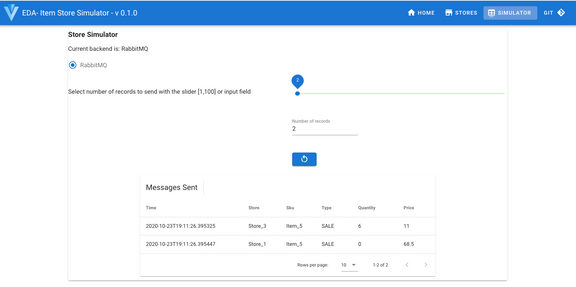 EDA- Item Store Simulator - v 0.1.0
HOME STORES SIMULATOR GIT
Store Simulator
Current backend is: RabbitMQ
RabbitMQ
2
Select number of records to send with the slider [1,100] or input field
Number of records
2
Messages Sent
Time Store Sku Type Quantity Price
2020-10-23T19:11:26.395325 Store_3 Item_5 SALE 6 11
2020-10-23T19:11:26.395447 Store_1 Item_5 SALE 0 68.5
Rows per page: 10 1-2 of 2